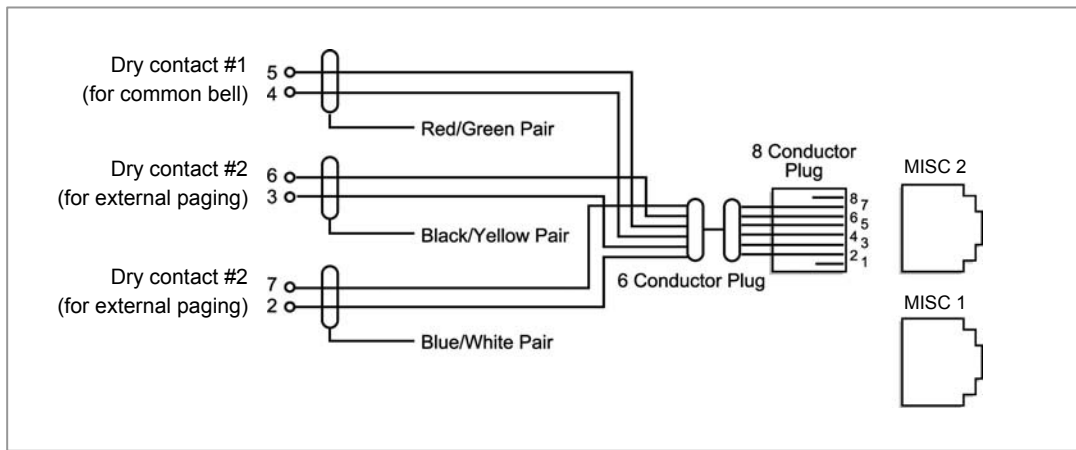 Dry contact #1
(for common bell)
5
4
Red/Green Pair
Dry contact #2
(for external paging)
6
3
Black/Yellow Pair
Dry contact #2
(for external paging)
7
2
Blue/White Pair
6 Conductor Plug
8 Conductor
Plug
8
7
6
5
4
3
2
1
MISC 2
MISC 1